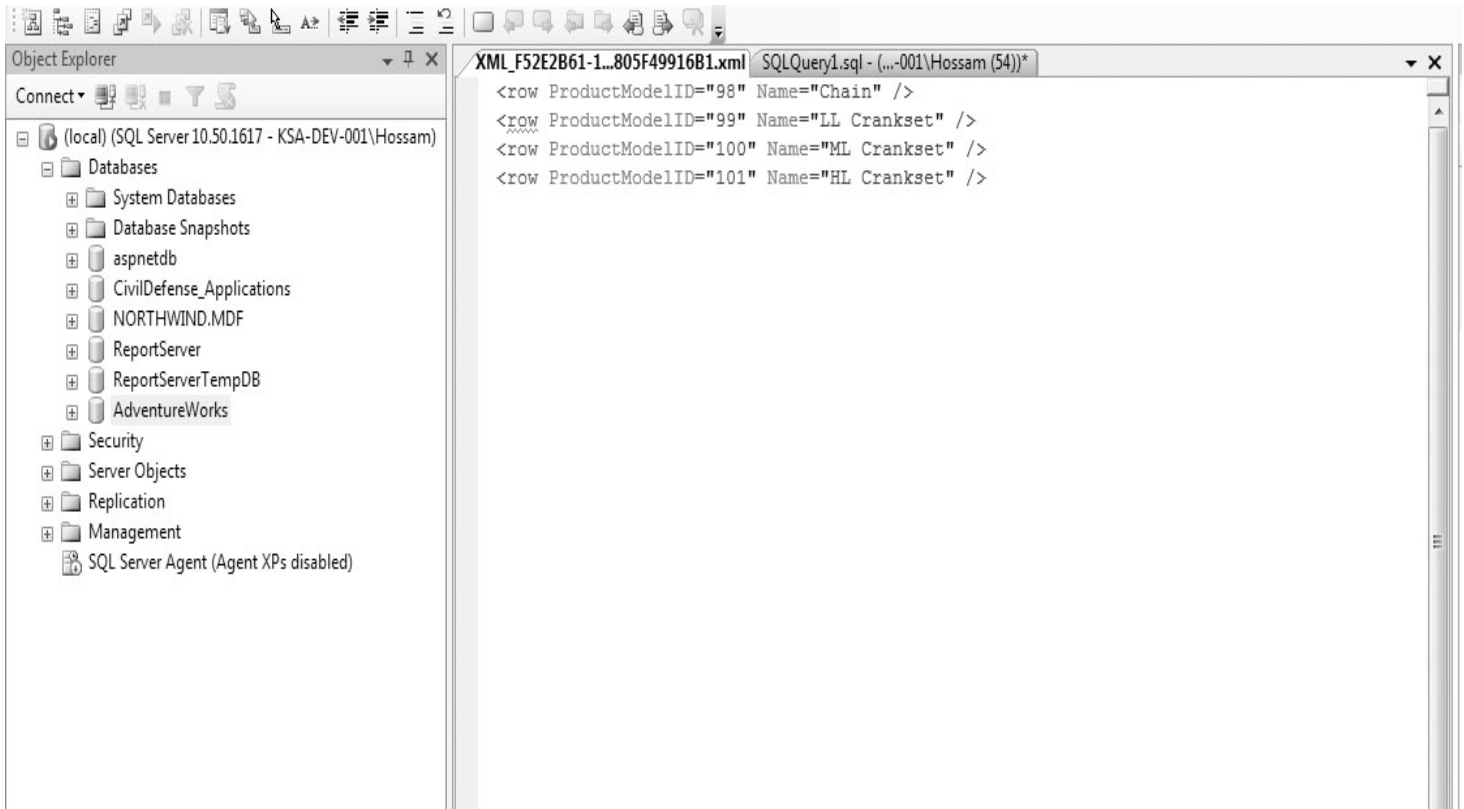 Object Explorer
Connect
(local) (SQL Server 10.50.1617 - KSA-DEV-001\Hossam)
Databases
System Databases
Database Snapshots
aspnetdb
CivilDefense_Applications
NORTHWIND.MDF
ReportServer
ReportServerTempDB
AdventureWorks
Security
Server Objects
Replication
Management
SQL Server Agent (Agent XPs disabled)
XML_F52E2B61-1...805F49916B1.xml
SQLQuery1.sql - (...-001\Hossam (54))*
<row ProductModelID="98" Name="Chain" />
<row ProductModelID="99" Name="LL Crankset" />
<row ProductModelID="100" Name="ML Crankset" />
<row ProductModelID="101" Name="HL Crankset" />